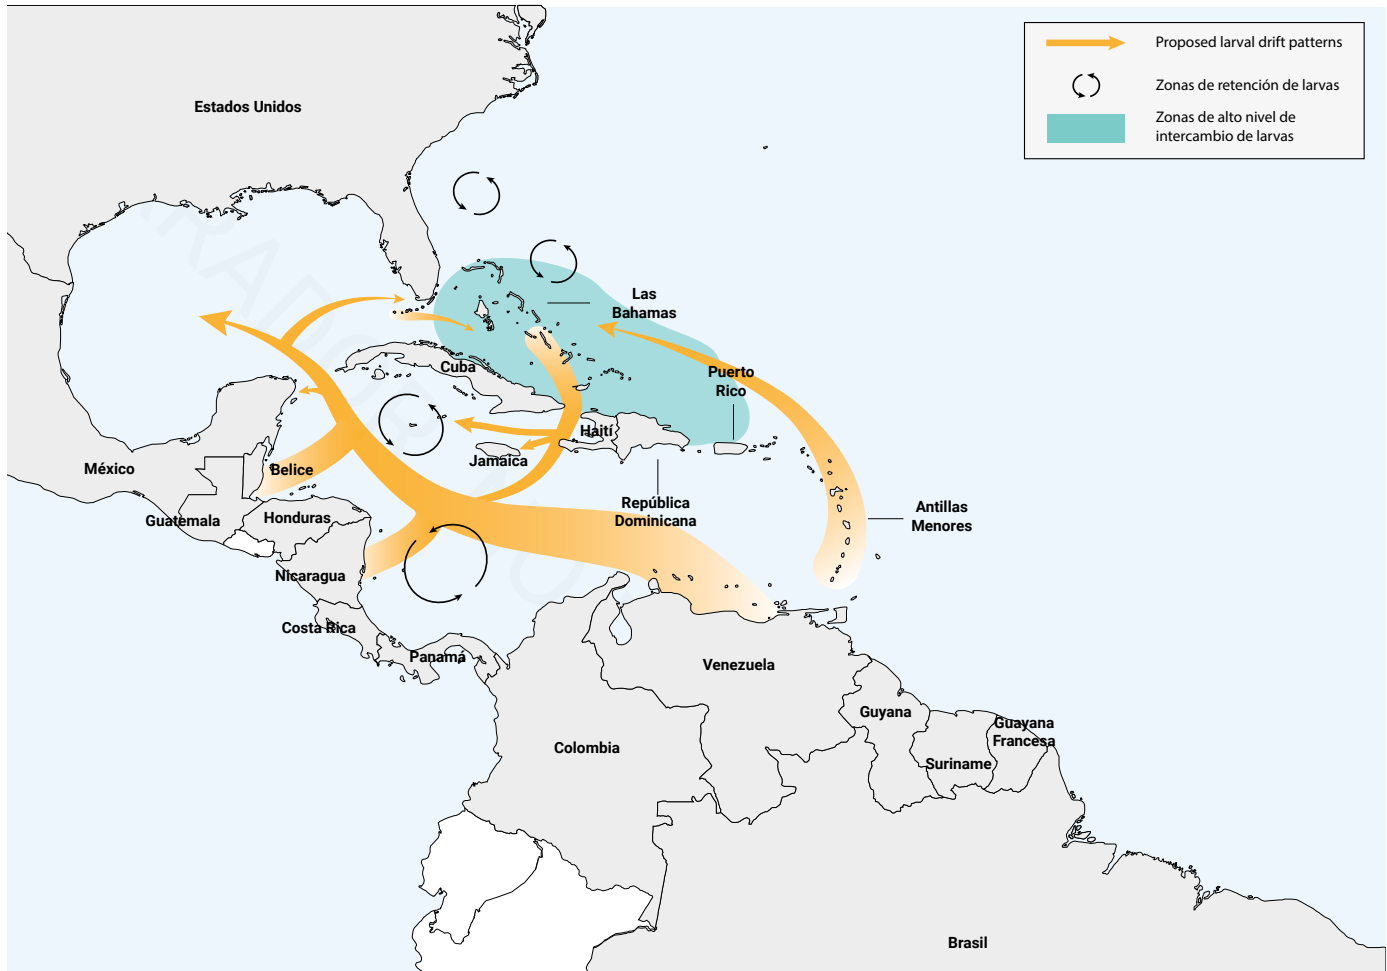 Proposed larval drift patterns
Zonas de retención de larvas
Zonas de alto nivel de
intercambio de larvas
Estados Unidos
Las
Bahamas
Cuba
Puerto
Rico
Haití
Jamaica
México
Belice
República
Dominicana
Antillas
Menores
Guatemala
Honduras
Nicaragua
Costa Rica
Panamá
Venezuela
Guyana
Guayana
Francesa
Suriname
Colombia
Brasil